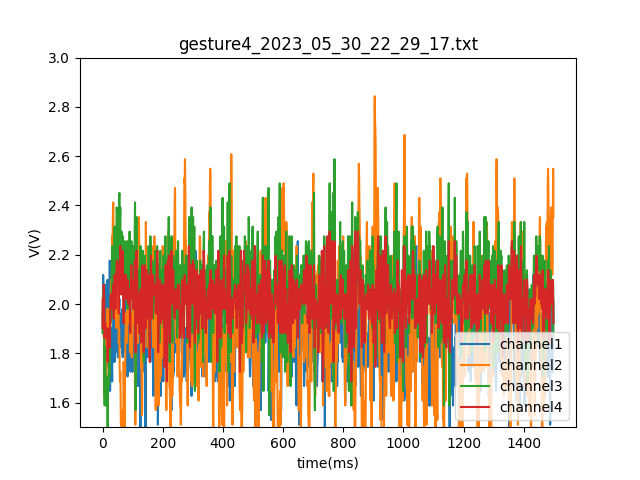 gesture4_2023_05_30_22_29_17.txt
3.0
2.8
2.6
2.4
2.2
2.0
1.8
1.6
V(V)
channel1
channel2
channel3
channel4
0 200 400 600 800 1000 1200 1400
time(ms)